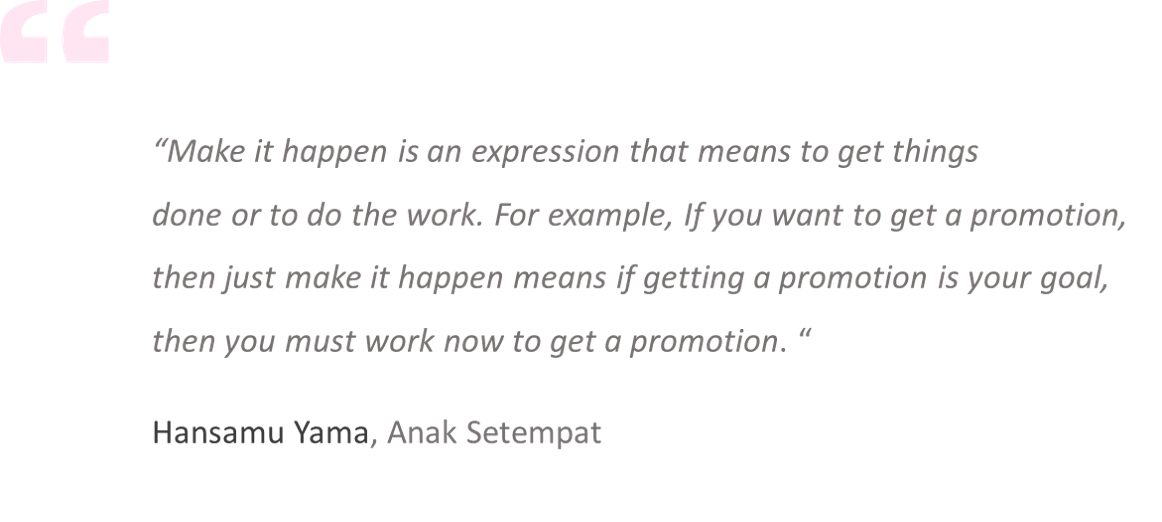 “
“Make it happen is an expression that means to get things
done or to do the work. For example, If you want to get a promotion,
then just make it happen means if getting a promotion is your goal,
then you must work now to get a promotion. “
Hansamu Yama, Anak Setempat